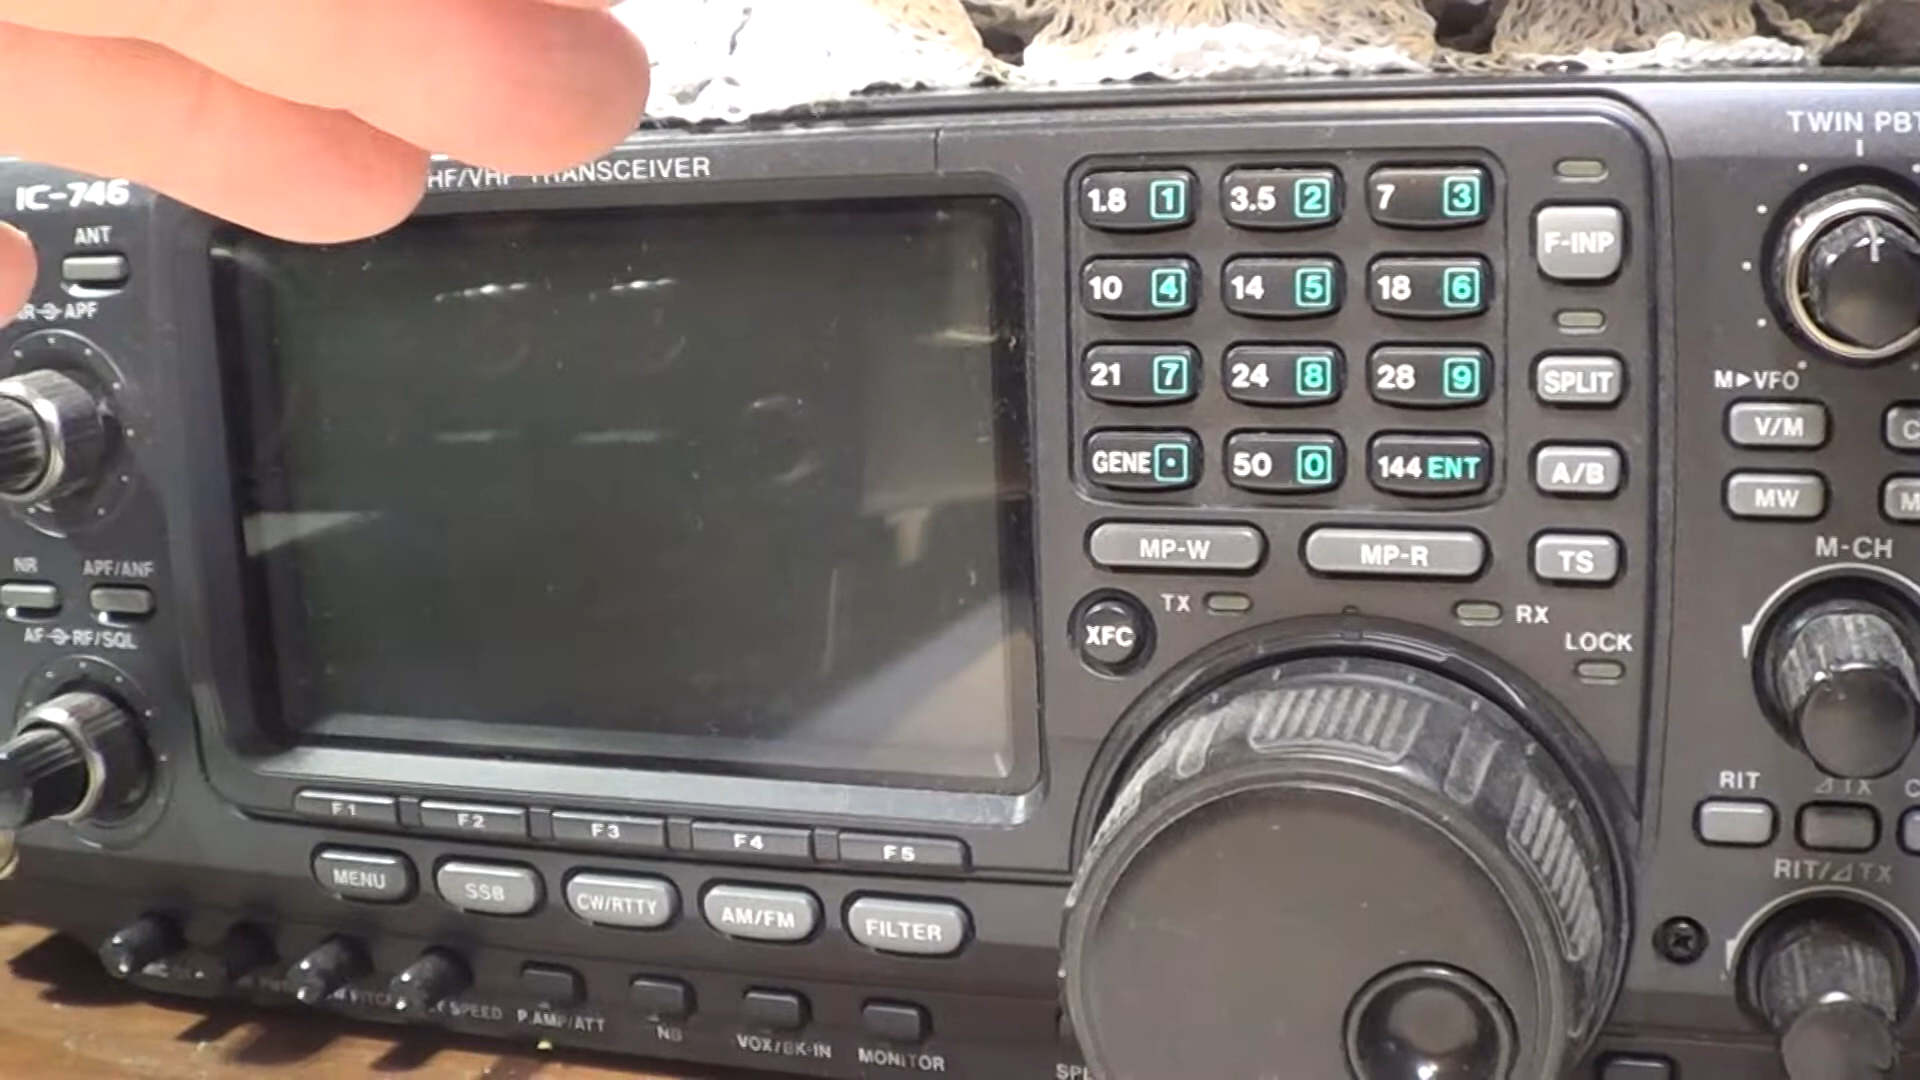 HF/VHF TRANSCEIVER
IC-746
ANT
APF
NR APF/ANF
AF RF/SQL
F1 F2 F3 F4 F5
MENU SSB CW/RTTY AM/FM FILTER
SPEED P.AMP/ATT NB VOX/BK-IN MONITOR
1.8 1 3.5 2 7 3
10 4 14 5 18 6
21 7 24 8 28 9
GENE • 50 0 144 ENT
F-INP
SPLIT
A/B
MP-W MP-R TS
TX RX
XFC
LOCK
TWIN PBT
M▶VFO
V/M
MW
M-CH
RIT ⊿TX
RIT/⊿TX